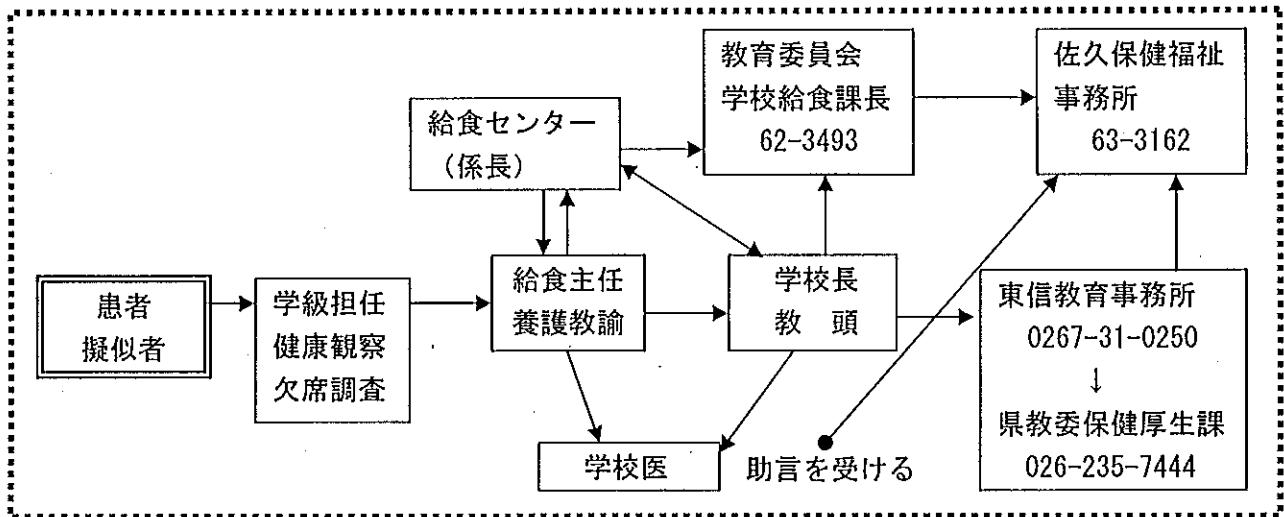 患者
擬似者
学級担任
健康観察
欠席調査
給食センター
(係長)
給食主任
養護教諭
学校医
教育委員会
学校給食課長
62-3493
学校長
教 頭
助言を受ける
佐久保健福祉
事務所
63-3162
東信教育事務所
0267-31-0250
↓
県教委保健厚生課
026-235-7444